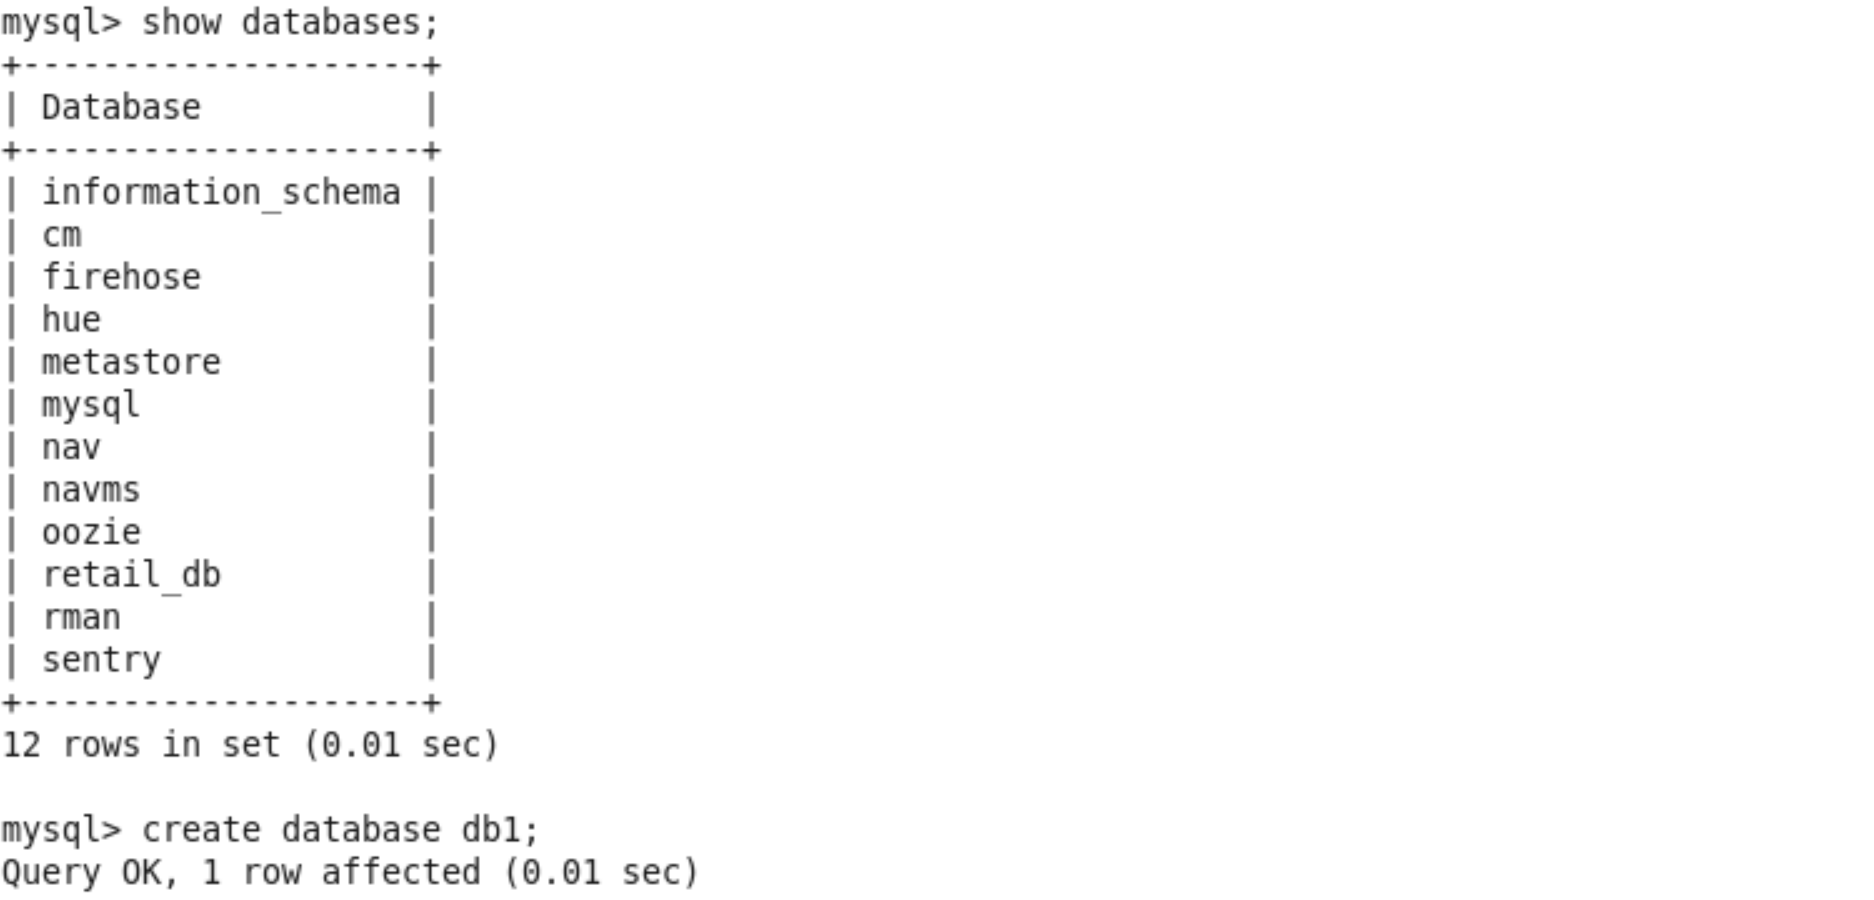 mysql> show databases;
+--------------------+
| Database           |
+--------------------+
| information_schema |
| cm                 |
| firehose           |
| hue                |
| metastore          |
| mysql              |
| nav                |
| navms              |
| oozie              |
| retail_db          |
| rman               |
| sentry             |
+--------------------+
12 rows in set (0.01 sec)

mysql> create database db1;
Query OK, 1 row affected (0.01 sec)